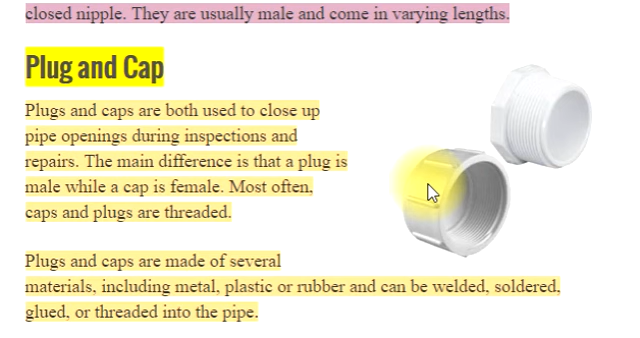 closed nipple. They are usually male and come in varying lengths.
Plug and Cap
Plugs and caps are both used to close up
pipe openings during inspections and
repairs. The main difference is that a plug is
male while a cap is female. Most often,
caps and plugs are threaded.
Plugs and caps are made of several
materials, including metal, plastic or rubber and can be welded, soldered,
glued, or threaded into the pipe.